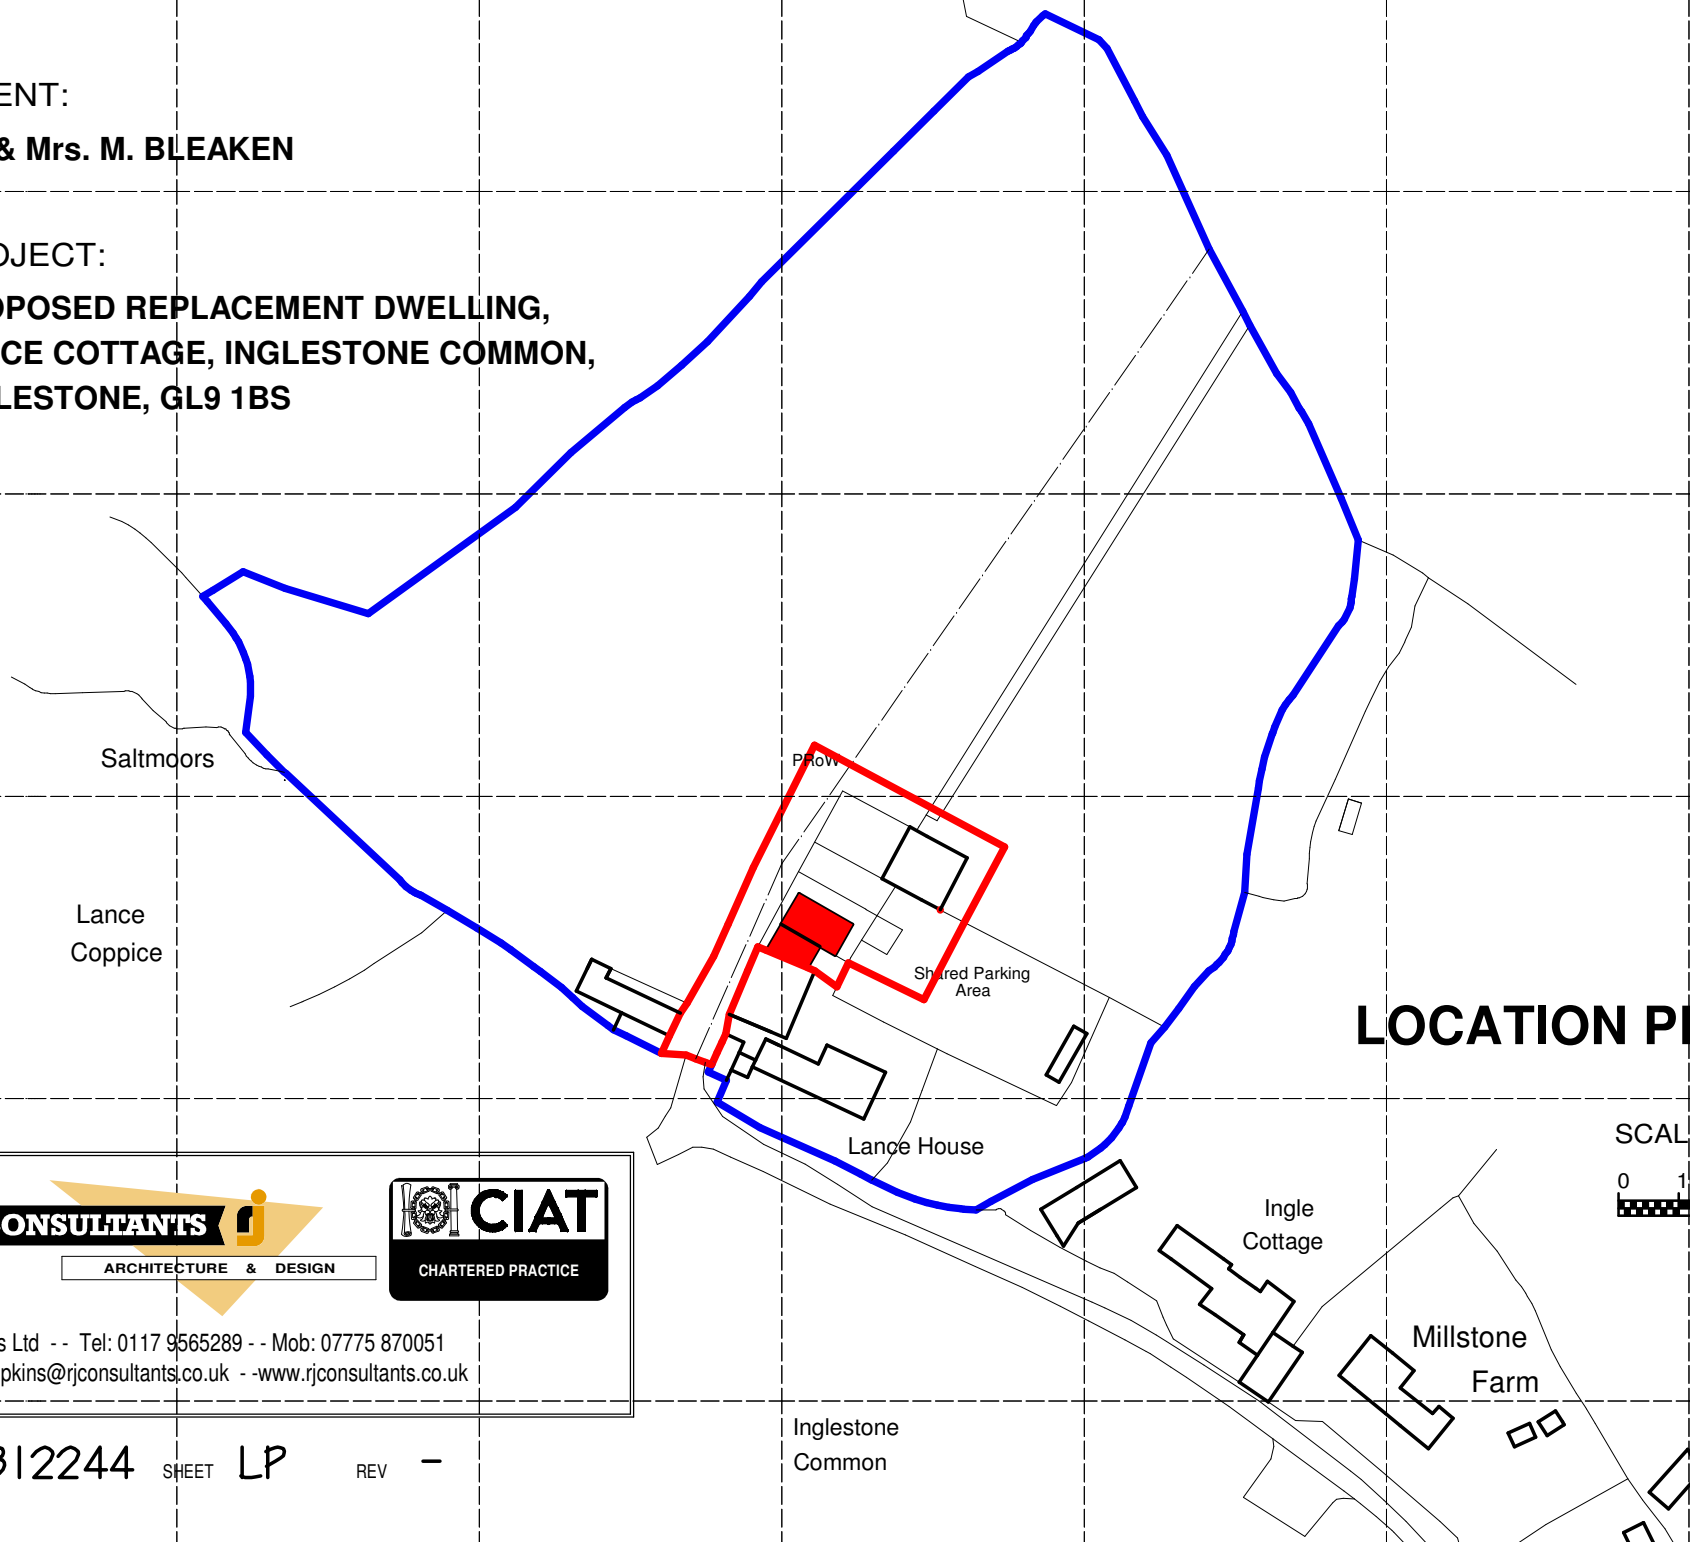 ENT:
& Mrs. M. BLEAKEN
OJECT:
OPOSED REPLACEMENT DWELLING,
CE COTTAGE, INGLESTONE COMMON,
LESTONE, GL9 1BS
PRoW
Saltmoors
Lance
Coppice
Shared Parking
Area
LOCATION PL
Lance House
SCAL
0 1
Ingle
Cottage
Millstone
Farm
Inglestone
Common
ONSULTANTS rj
ARCHITECTURE & DESIGN
CIAT
CHARTERED PRACTICE
s Ltd - - Tel: 0117 9565289 - - Mob: 07775 870051
pkins@rjconsultants.co.uk - -www.rjconsultants.co.uk
312244 SHEET LP REV -